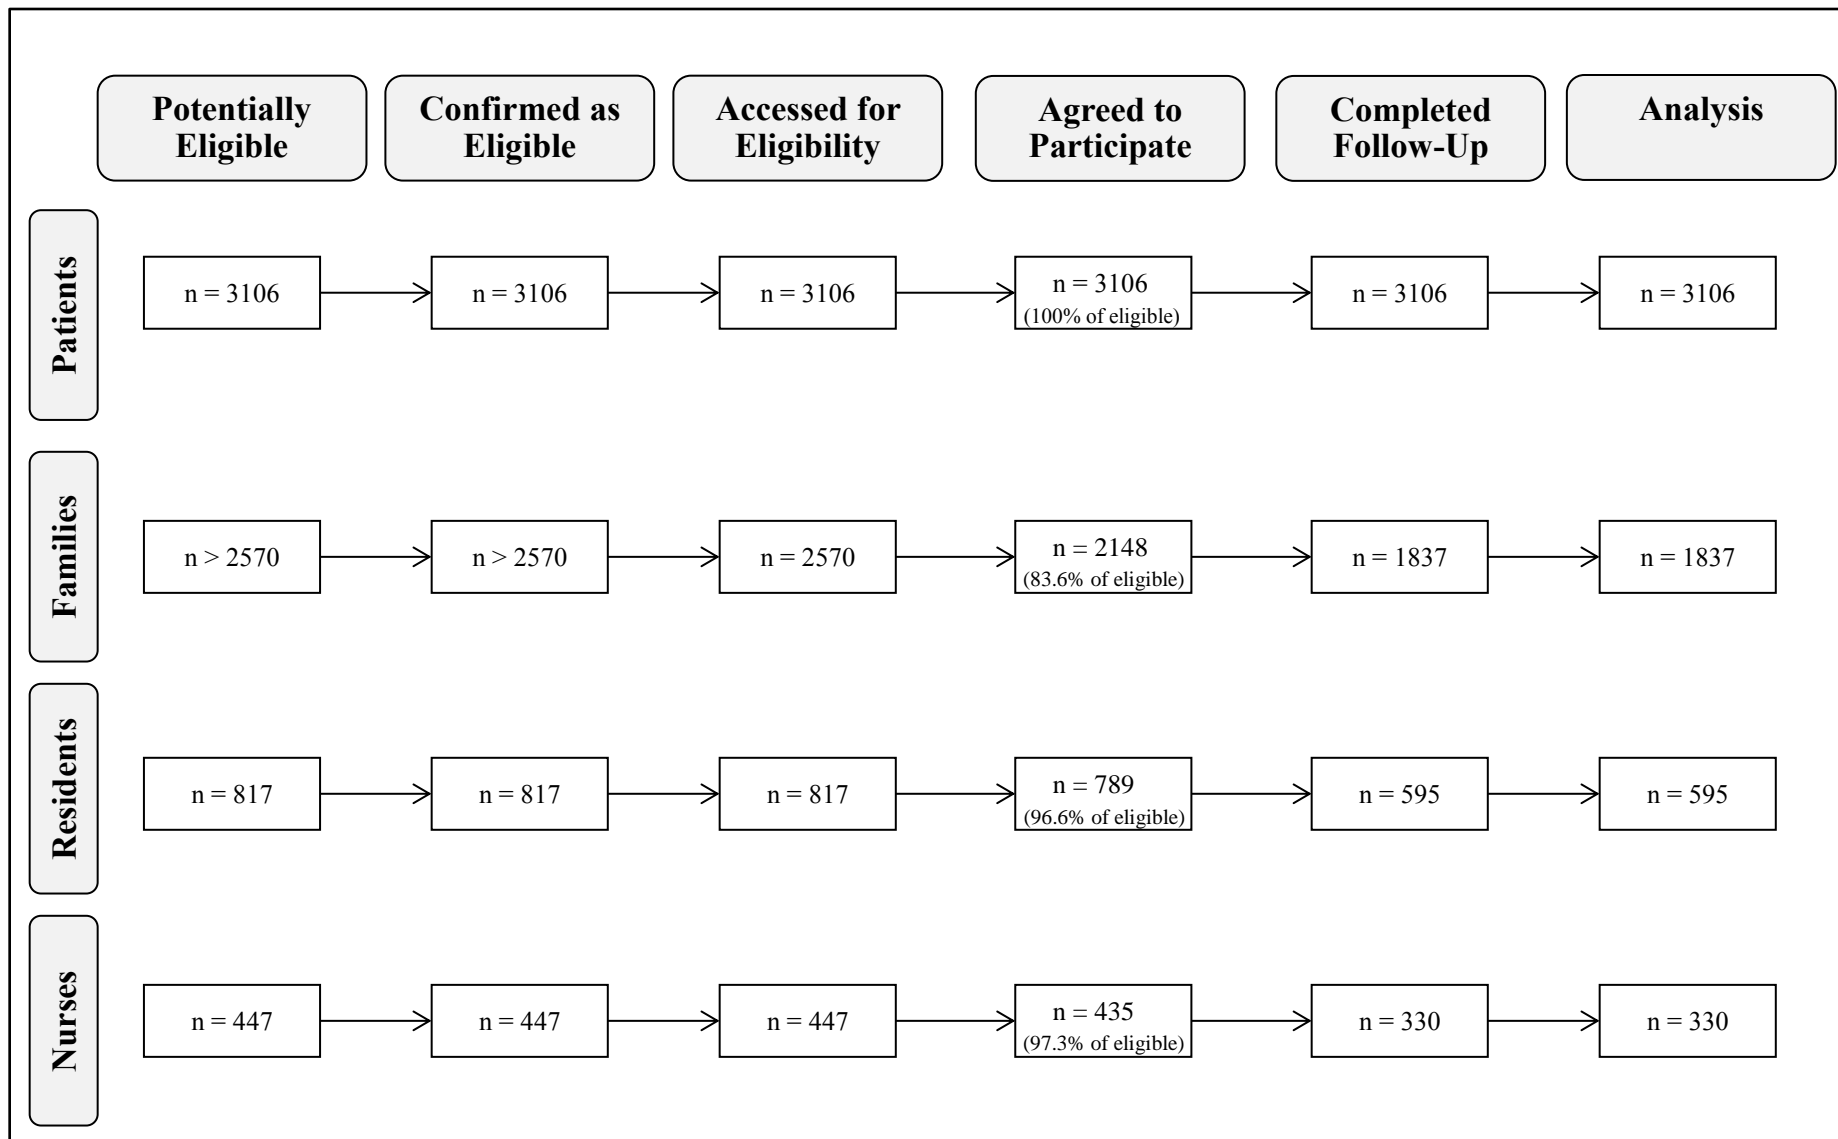 Potentially
Eligible
Confirmed as
Eligible
Accessed for
Eligibility
Agreed to
Participate
Completed
Follow-Up
Analysis
Patients
n = 3106
n = 3106
n = 3106
n = 3106
(100% of eligible)
n = 3106
n = 3106
Families
n > 2570
n > 2570
n = 2570
n = 2148
(83.6% of eligible)
n = 1837
n = 1837
Residents
n = 817
n = 817
n = 817
n = 789
(96.6% of eligible)
n = 595
n = 595
Nurses
n = 447
n = 447
n = 447
n = 435
(97.3% of eligible)
n = 330
n = 330